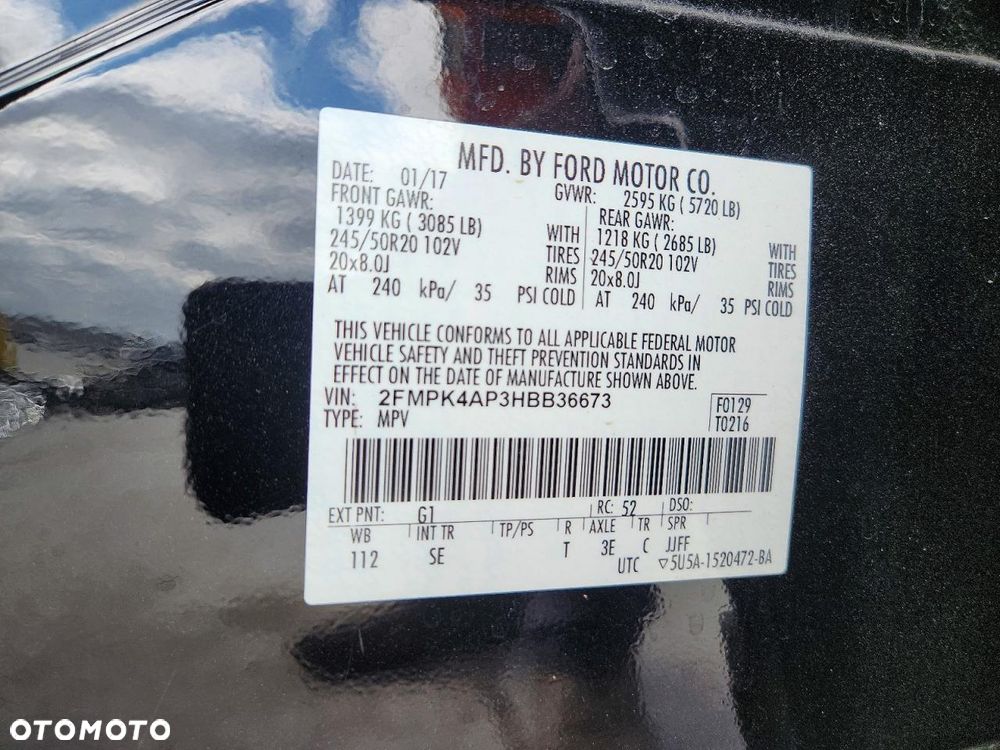 MFD. BY FORD MOTOR CO.
DATE: 01/17 GVWR: 2595 KG ( 5720 LB)
FRONT GAWR: REAR GAWR:
1399 KG ( 3085 LB) WITH 1218 KG ( 2685 LB) WITH
245/50R20 102V TIRES 245/50R20 102V TIRES
20x8.0J RIMS 20x8.0J RIMS
AT 240 kPa/ 35 PSI COLD AT 240 kPa/ 35 PSI COLD
THIS VEHICLE CONFORMS TO ALL APPLICABLE FEDERAL MOTOR
VEHICLE SAFETY AND THEFT PREVENTION STANDARDS IN
EFFECT ON THE DATE OF MANUFACTURE SHOWN ABOVE.
VIN: 2FMPK4AP3HBB36673 F0129
TYPE: MPV T0216
EXT PNT: G1 RC: 52 DSO:
WB INT TR TP/PS R AXLE TR SPR
112 SE T 3E C JJFF
UTC ▽5U5A-1520472-BA
OTOMOTO